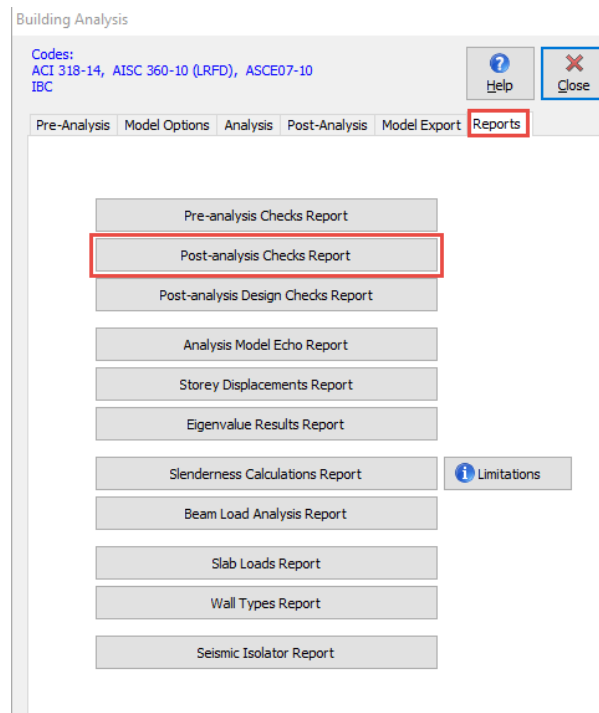 Building Analysis
Codes:
ACI 318-14, AISC 360-10 (LRFD), ASCE07-10
IBC
Help
Close
Pre-Analysis Model Options Analysis Post-Analysis Model Export Reports
Pre-analysis Checks Report
Post-analysis Checks Report
Post-analysis Design Checks Report
Analysis Model Echo Report
Storey Displacements Report
Eigenvalue Results Report
Slenderness Calculations Report
Limitations
Beam Load Analysis Report
Slab Loads Report
Wall Types Report
Seismic Isolator Report